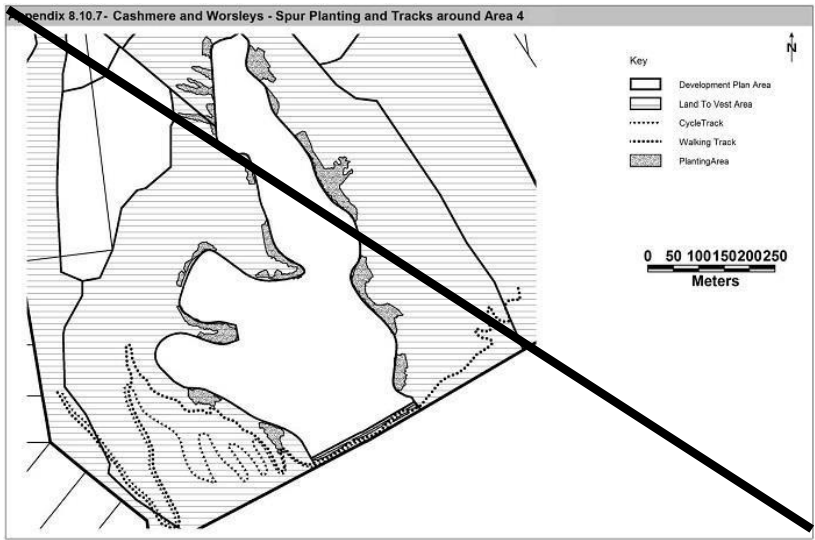 Appendix 8.10.7- Cashmere and Worsleys - Spur Planting and Tracks around Area 4
N
Key
Development Plan Area
Land To Vest Area
CycleTrack
Walking Track
PlantingArea
0 50 100150200250
Meters